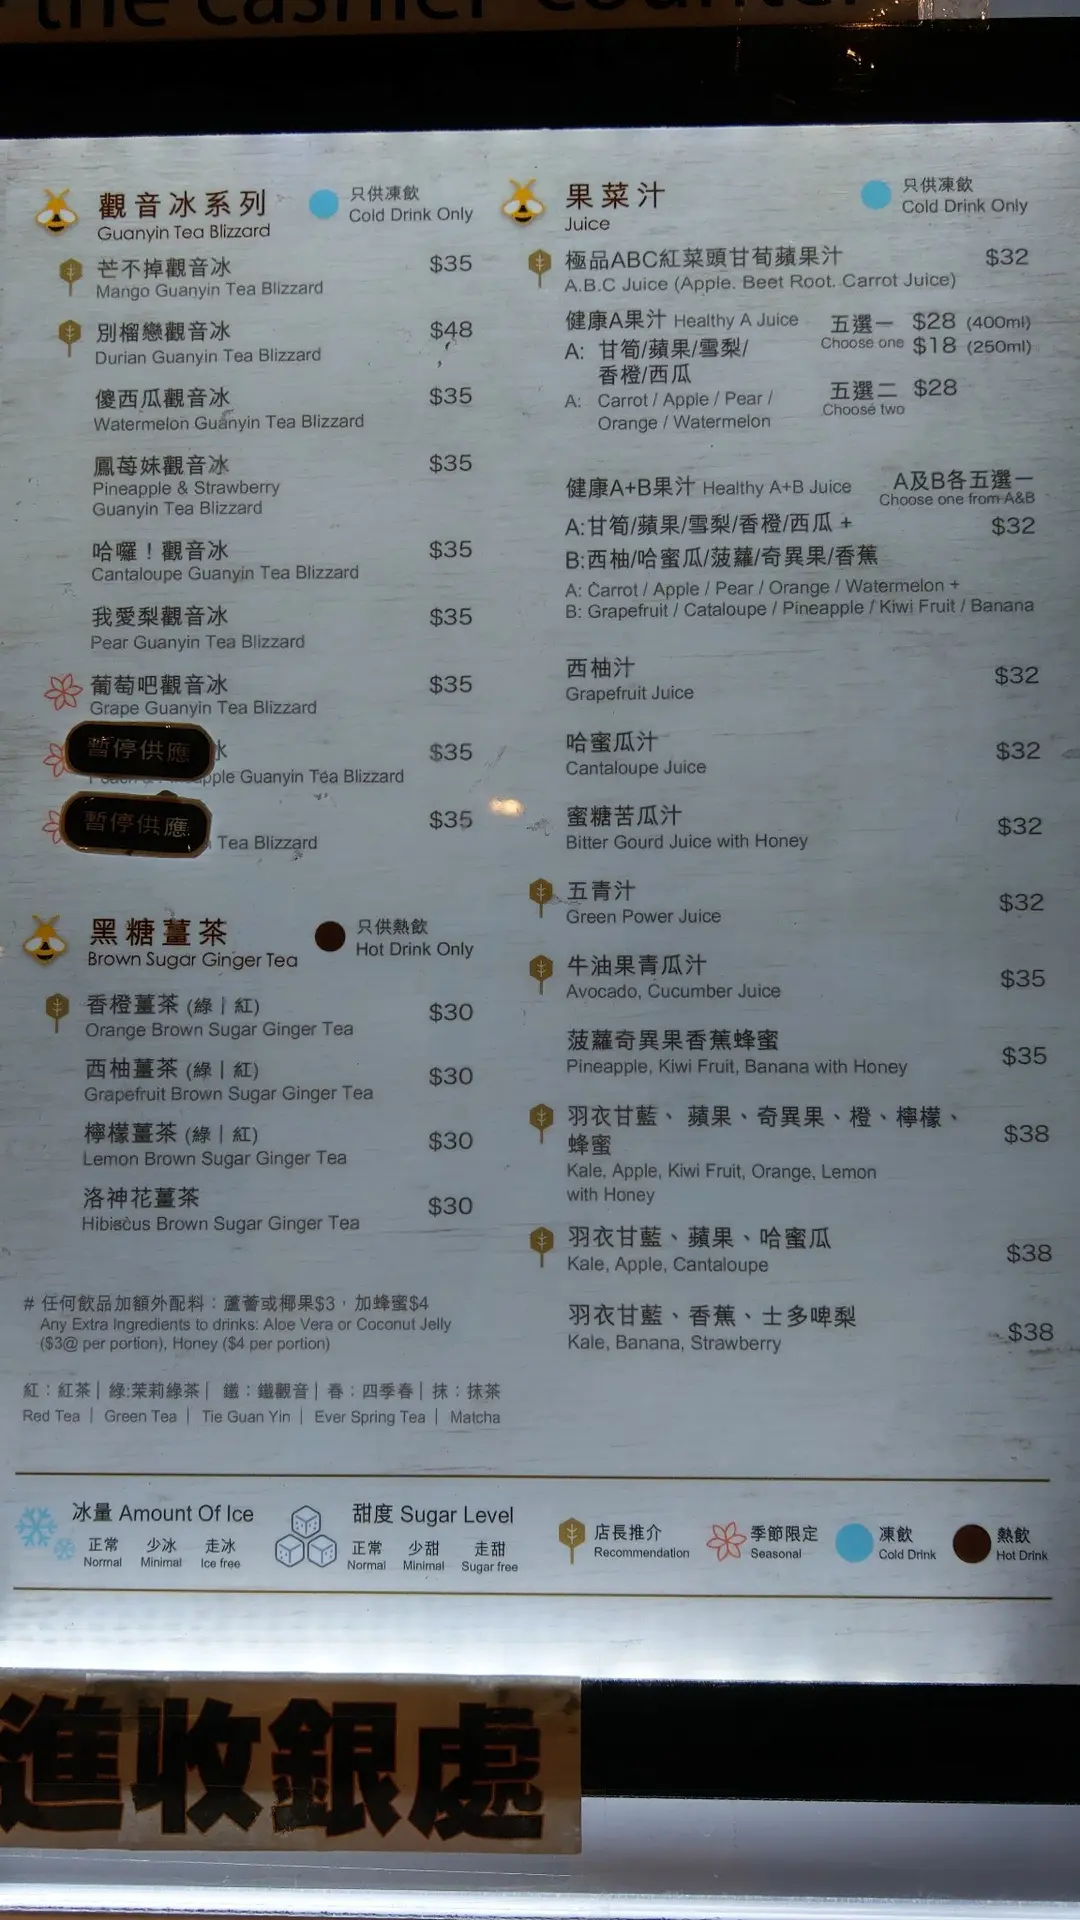 the cashier counter
觀音冰系列
Guanyin Tea Blizzard
只供凍飲
Cold Drink Only
芒不掉觀音冰 $35
Mango Guanyin Tea Blizzard
別榴戀觀音冰 $48
Durian Guanyin Tea Blizzard
傻西瓜觀音冰 $35
Watermelon Guanyin Tea Blizzard
鳳莓妹觀音冰 $35
Pineapple & Strawberry
Guanyin Tea Blizzard
哈囉！觀音冰 $35
Cantaloupe Guanyin Tea Blizzard
我愛梨觀音冰 $35
Pear Guanyin Tea Blizzard
葡萄吧觀音冰 $35
Grape Guanyin Tea Blizzard
暫停供應 冰 $35
Guanyin Tea Blizzard
暫停供應 $35
Tea Blizzard
黑糖薑茶
Brown Sugar Ginger Tea
只供熱飲
Hot Drink Only
香橙薑茶 (綠｜紅) $30
Orange Brown Sugar Ginger Tea
西柚薑茶 (綠｜紅) $30
Grapefruit Brown Sugar Ginger Tea
檸檬薑茶 (綠｜紅) $30
Lemon Brown Sugar Ginger Tea
洛神花薑茶 $30
Hibiscus Brown Sugar Ginger Tea
# 任何飲品加額外配料：蘆薈或椰果$3，加蜂蜜$4
Any Extra Ingredients to drinks: Aloe Vera or Coconut Jelly
($3@ per portion), Honey ($4 per portion)
紅：紅茶｜綠:茉莉綠茶｜ 鐵：鐵觀音｜春：四季春｜抹：抹茶
Red Tea ｜ Green Tea ｜ Tie Guan Yin ｜ Ever Spring Tea ｜ Matcha
果菜汁
Juice
只供凍飲
Cold Drink Only
極品ABC紅菜頭甘荀蘋果汁 $32
A.B.C Juice (Apple. Beet Root. Carrot Juice)
健康A果汁 Healthy A Juice 五選一 $28 (400ml)
Choose one $18 (250ml)
A: 甘荀/蘋果/雪梨/
香橙/西瓜
五選二 $28
Choose two
A: Carrot / Apple / Pear /
Orange / Watermelon
健康A+B果汁 Healthy A+B Juice A及B各五選一
Choose one from A&B
A:甘荀/蘋果/雪梨/香橙/西瓜 + $32
B:西柚/哈蜜瓜/菠蘿/奇異果/香蕉
A: Carrot / Apple / Pear / Orange / Watermelon +
B: Grapefruit / Cataloupe / Pineapple / Kiwi Fruit / Banana
西柚汁 $32
Grapefruit Juice
哈蜜瓜汁 $32
Cantaloupe Juice
蜜糖苦瓜汁 $32
Bitter Gourd Juice with Honey
五青汁 $32
Green Power Juice
牛油果青瓜汁 $35
Avocado, Cucumber Juice
菠蘿奇異果香蕉蜂蜜 $35
Pineapple, Kiwi Fruit, Banana with Honey
羽衣甘藍、 蘋果、奇異果、橙、檸檬、 $38
蜂蜜
Kale, Apple, Kiwi Fruit, Orange, Lemon
with Honey
羽衣甘藍、蘋果、哈蜜瓜 $38
Kale, Apple, Cantaloupe
羽衣甘藍、香蕉、士多啤梨 $38
Kale, Banana, Strawberry
冰量 Amount Of Ice
正常 少冰 走冰
Normal Minimal Ice free
甜度 Sugar Level
正常 少甜 走甜
Normal Minimal Sugar free
店長推介
Recommendation
季節限定
Seasonal
凍飲
Cold Drink
熱飲
Hot Drink
進收銀處